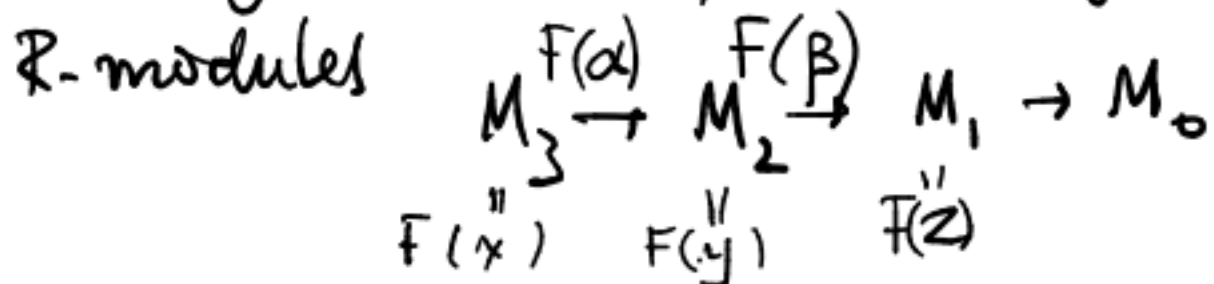 R-modules M₃ →^{F(α)} M₂ →^{F(β)} M₁ → M₀
F(x) F(y) F(z)